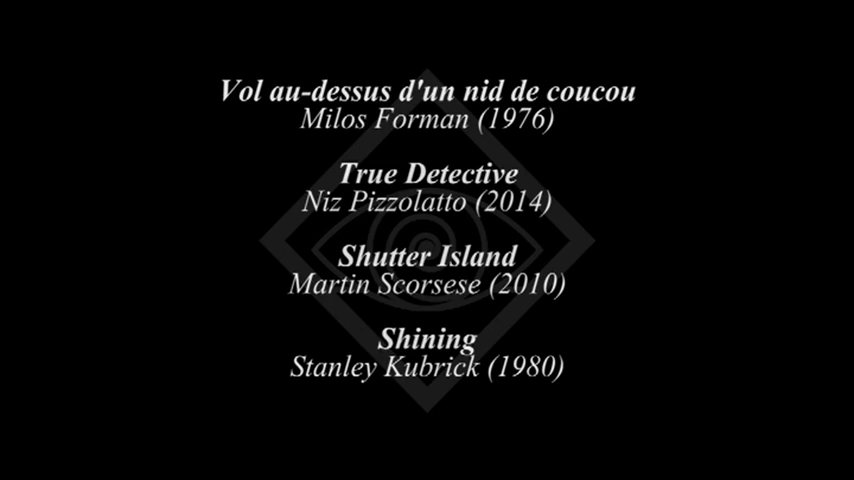 Vol au-dessus d'un nid de coucou
Milos Forman (1976)
True Detective
Niz Pizzolatto (2014)
Shutter Island
Martin Scorsese (2010)
Shining
Stanley Kubrick (1980)